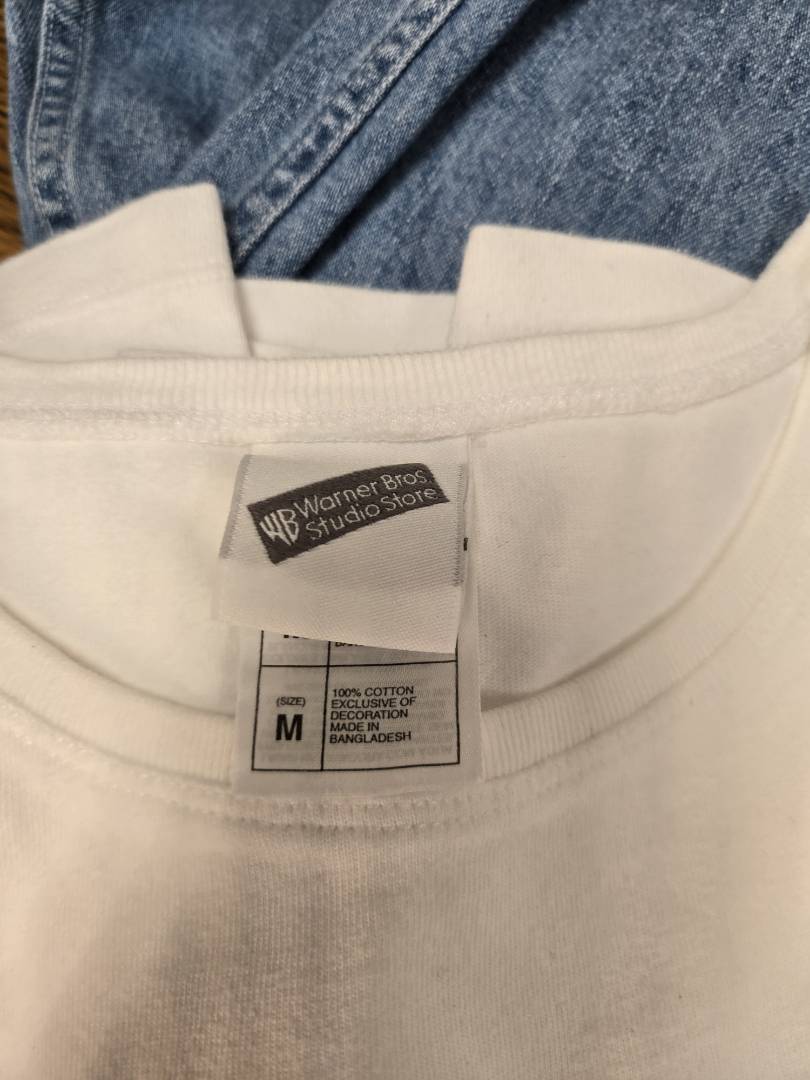 WB Warner Bros.
Studio Store
(SIZE)
M
100% COTTON
EXCLUSIVE OF
DECORATION
MADE IN
BANGLADESH